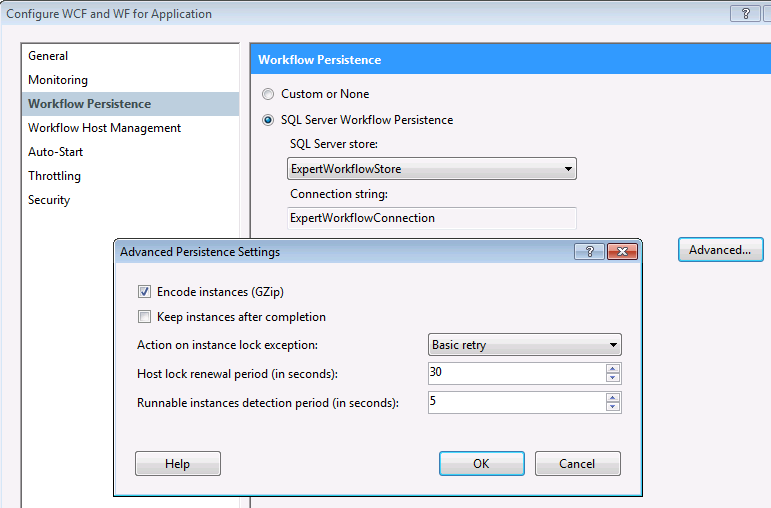 Configure WCF and WF for Application
General
Monitoring
Workflow Persistence
Workflow Host Management
Auto-Start
Throttling
Security
Workflow Persistence
Custom or None
SQL Server Workflow Persistence
SQL Server store:
ExpertWorkflowStore
Connection string:
ExpertWorkflowConnection
Advanced...
Advanced Persistence Settings
Encode instances (GZip)
Keep instances after completion
Action on instance lock exception:
Basic retry
Host lock renewal period (in seconds):
30
Runnable instances detection period (in seconds):
5
Help
OK
Cancel